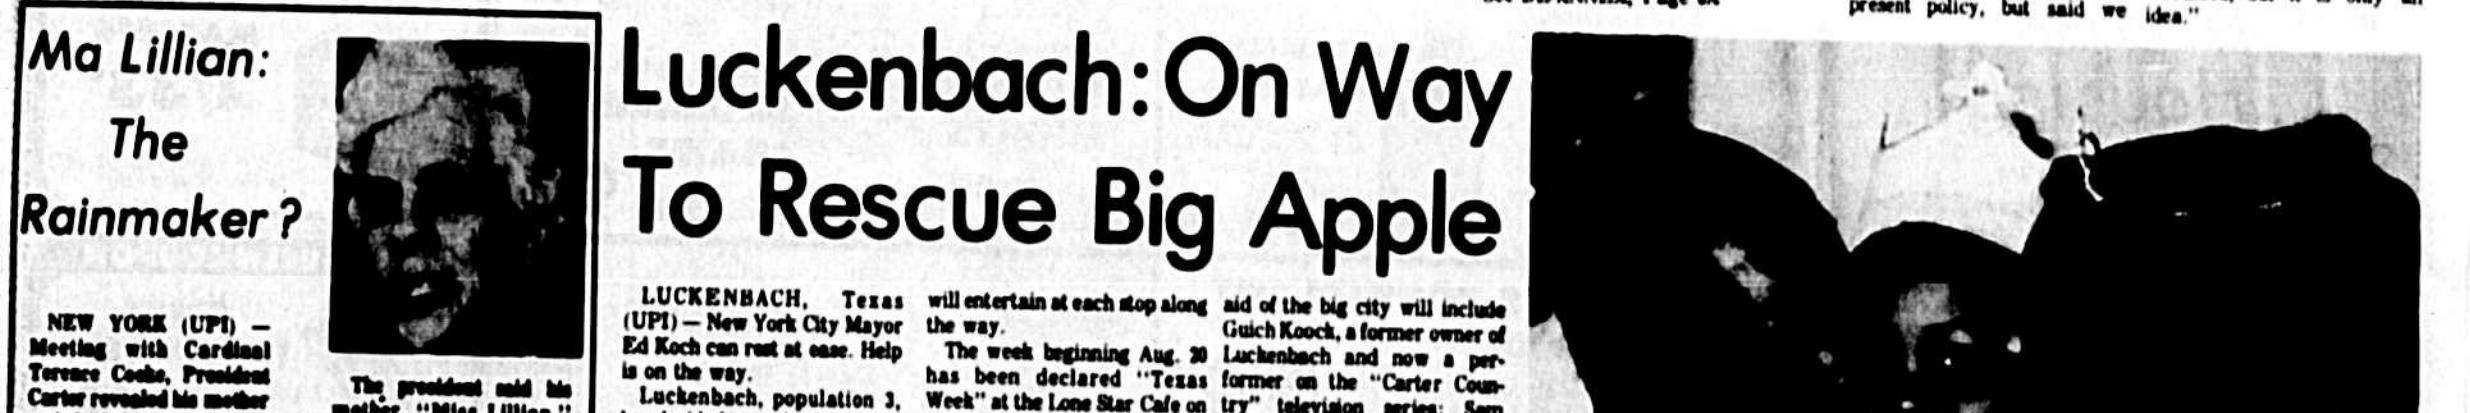 present policy, but said we idea."
Ma Lillian:
The
Rainmaker?
NEW YORK (UPI) —
Meeting with Cardinal
Terence Cooke, President
Carter revealed his mother
The president said his
mother, "Miss Lillian,"
Luckenbach: On Way
To Rescue Big Apple
LUCKENBACH, Texas
(UPI) — New York City Mayor
Ed Koch can rest at ease. Help
is on the way.
Luckenbach, population 3,
will entertain at each stop along
the way.
The week beginning Aug. 20
has been declared "Texas
Week" at the Lone Star Cafe on
aid of the big city will include
Guich Koock, a former owner of
Luckenbach and now a per-
former on the "Carter Coun-
try" television series; Sam